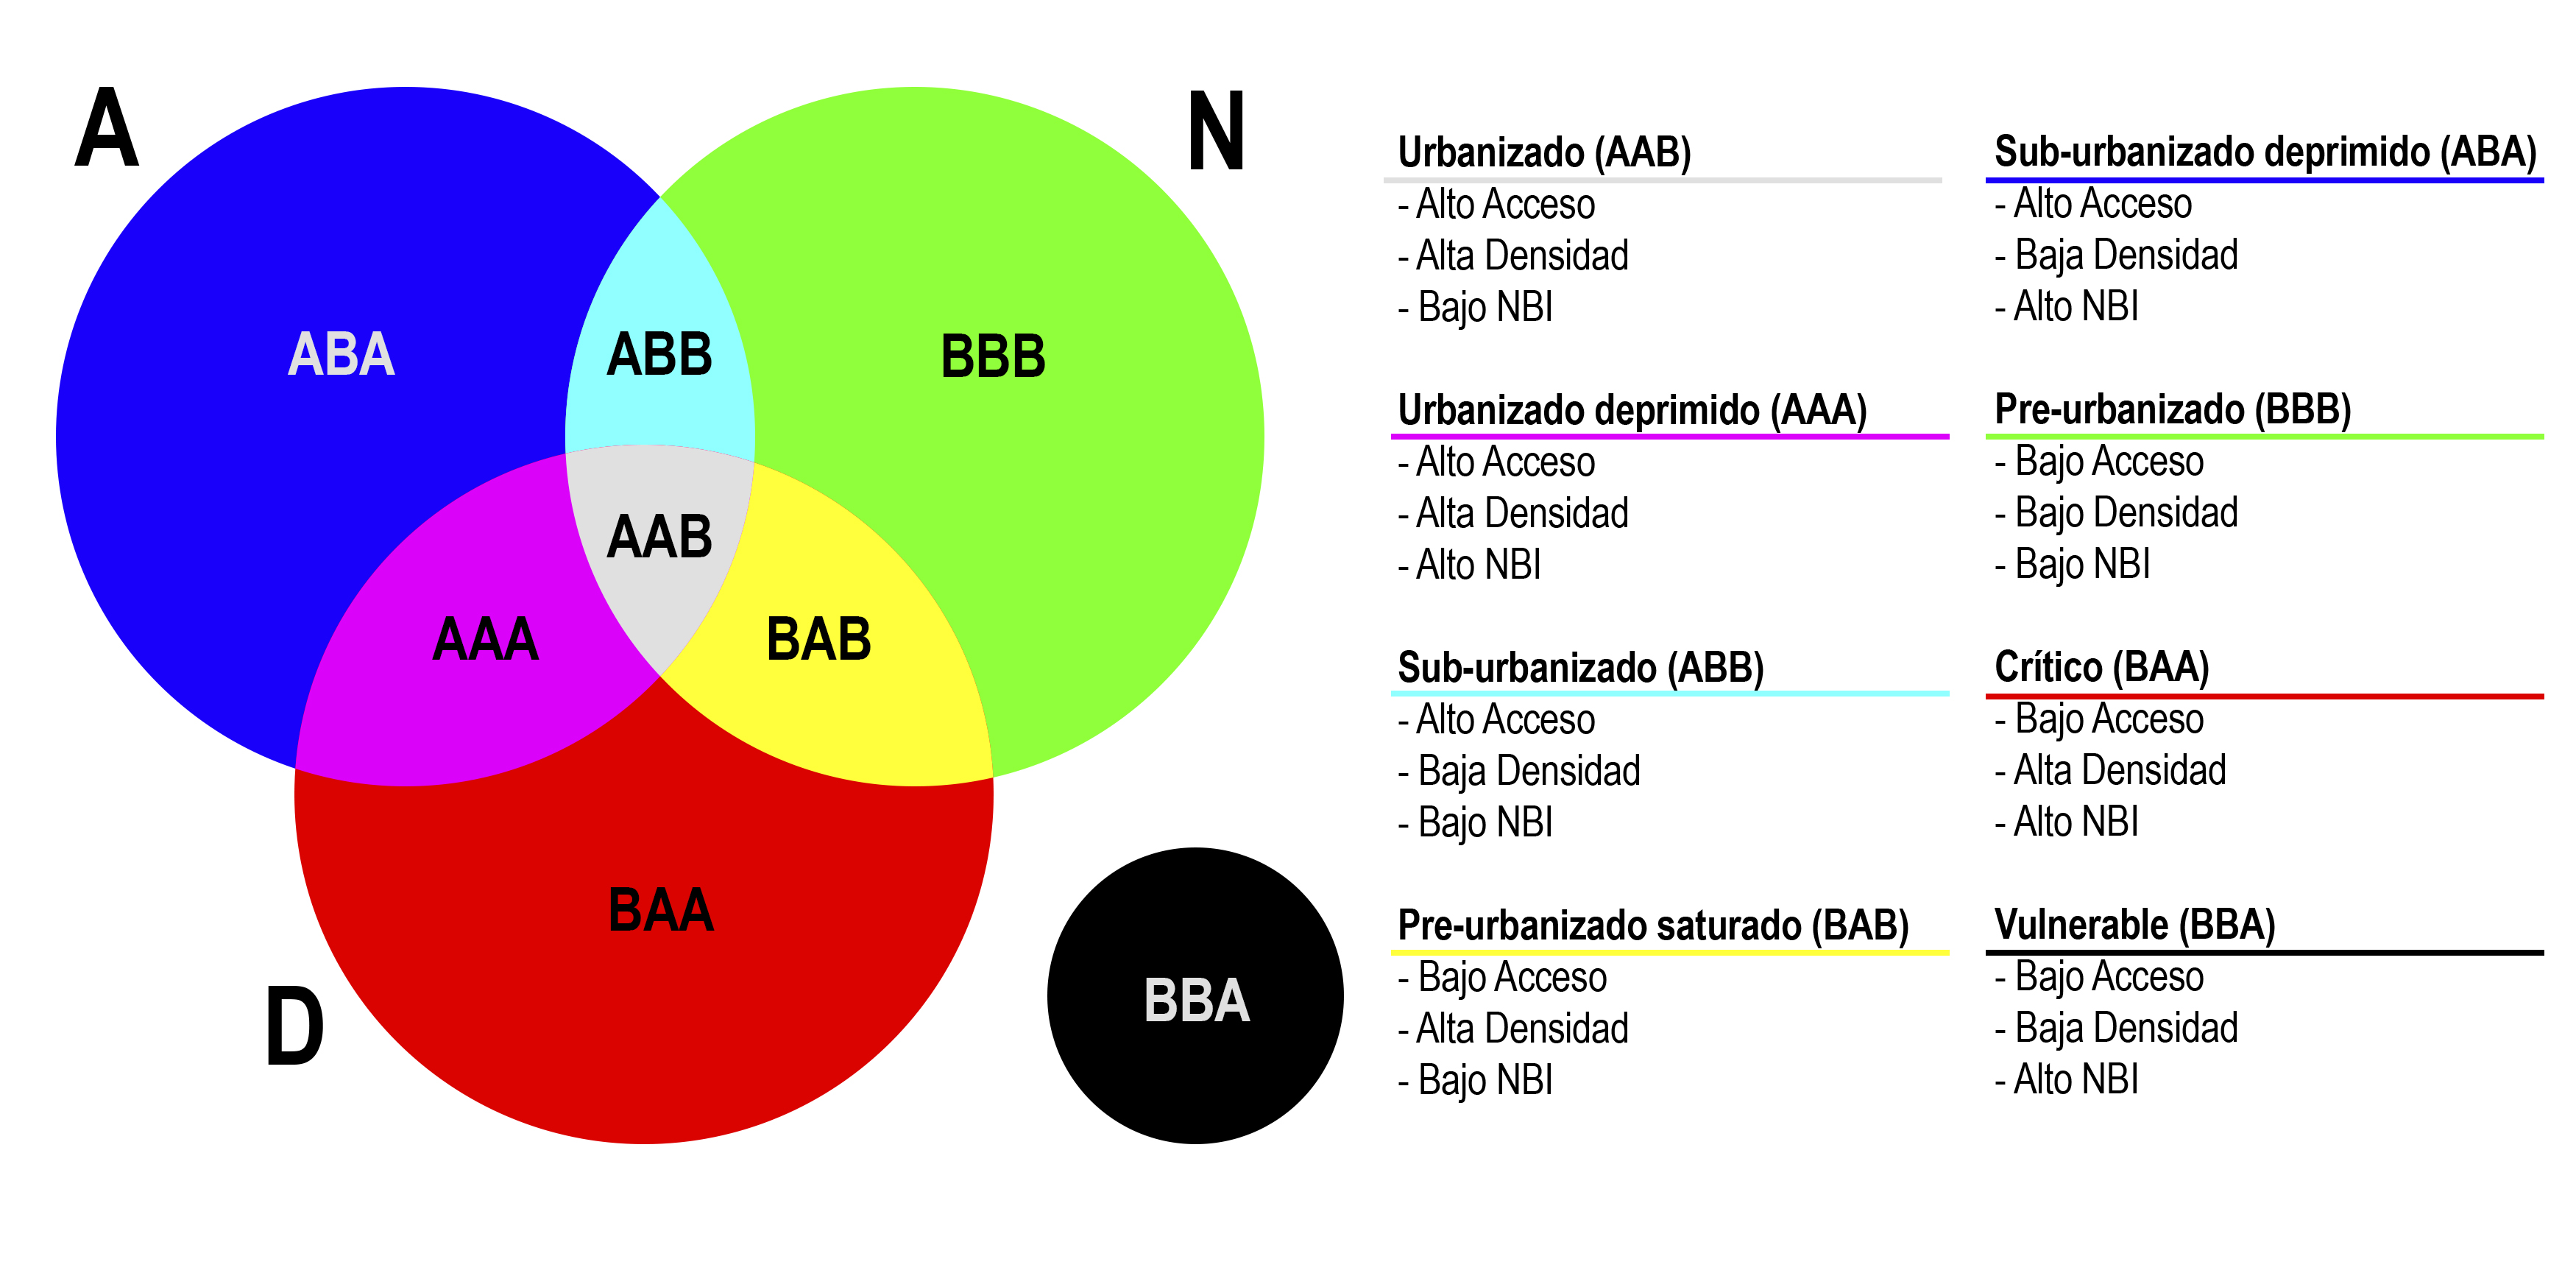 A
N
ABA
ABB
BBB
AAB
AAA
BAB
BAA
D
BBA
Urbanizado (AAB)
- Alto Acceso
- Alta Densidad
- Bajo NBI
Urbanizado deprimido (AAA)
- Alto Acceso
- Alta Densidad
- Alto NBI
Sub-urbanizado (ABB)
- Alto Acceso
- Baja Densidad
- Bajo NBI
Pre-urbanizado saturado (BAB)
- Bajo Acceso
- Alta Densidad
- Bajo NBI
Sub-urbanizado deprimido (ABA)
- Alto Acceso
- Baja Densidad
- Alto NBI
Pre-urbanizado (BBB)
- Bajo Acceso
- Bajo Densidad
- Bajo NBI
Crítico (BAA)
- Bajo Acceso
- Alta Densidad
- Alto NBI
Vulnerable (BBA)
- Bajo Acceso
- Baja Densidad
- Alto NBI